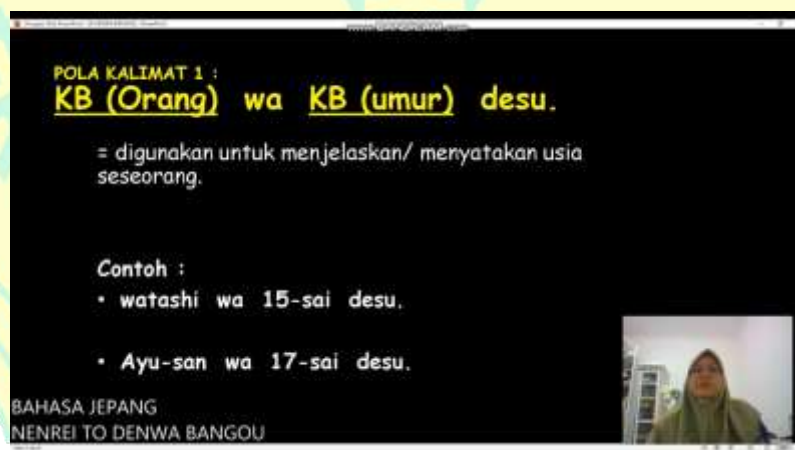 POLA KALIMAT 1 :
KB (Orang) wa KB (umur) desu.
= digunakan untuk menjelaskan/ menyatakan usia
seseorang.
Contoh :
• watashi wa 15-sai desu.
• Ayu-san wa 17-sai desu.
BAHASA JEPANG
NENREI TO DENWA BANGOU